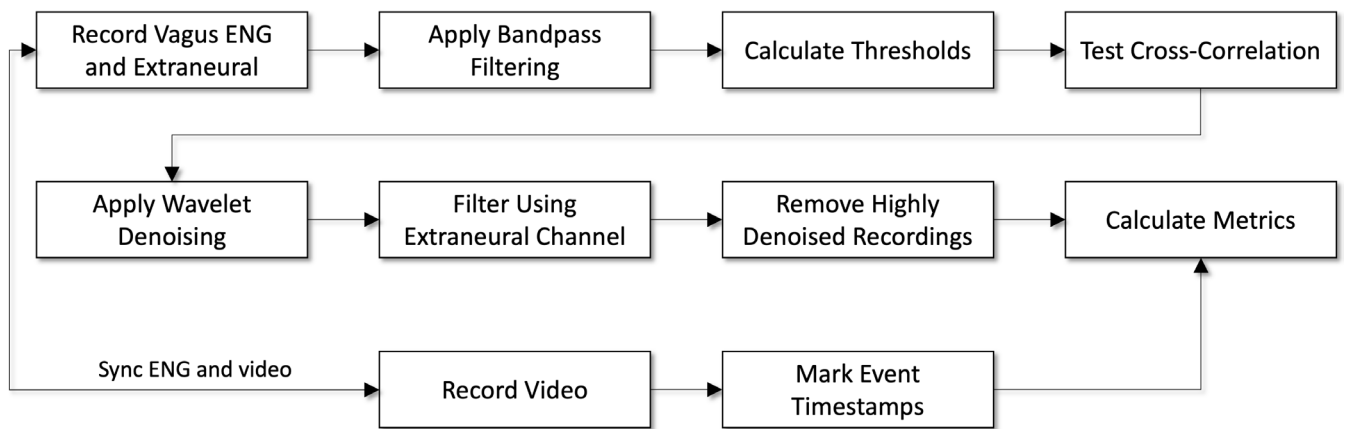 Record Vagus ENG
and Extraneural
Apply Bandpass
Filtering
Calculate Thresholds
Test Cross-Correlation
Apply Wavelet
Denoising
Filter Using
Extraneural Channel
Remove Highly
Denoised Recordings
Calculate Metrics
Sync ENG and video
Record Video
Mark Event
Timestamps